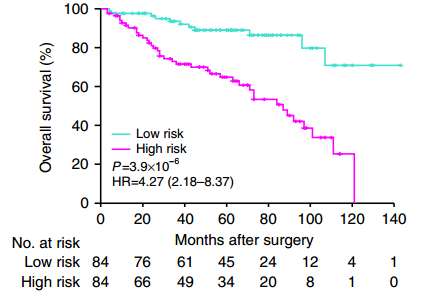 100
80
60
40
20
0
Overall survival (%)
Low risk
High risk
P=3.9×10⁻⁶
HR=4.27 (2.18–8.37)
0 20 40 60 80 100 120 140
No. at risk Months after surgery
Low risk 84 76 61 45 24 12 4 1
High risk 84 66 49 34 20 8 1 0